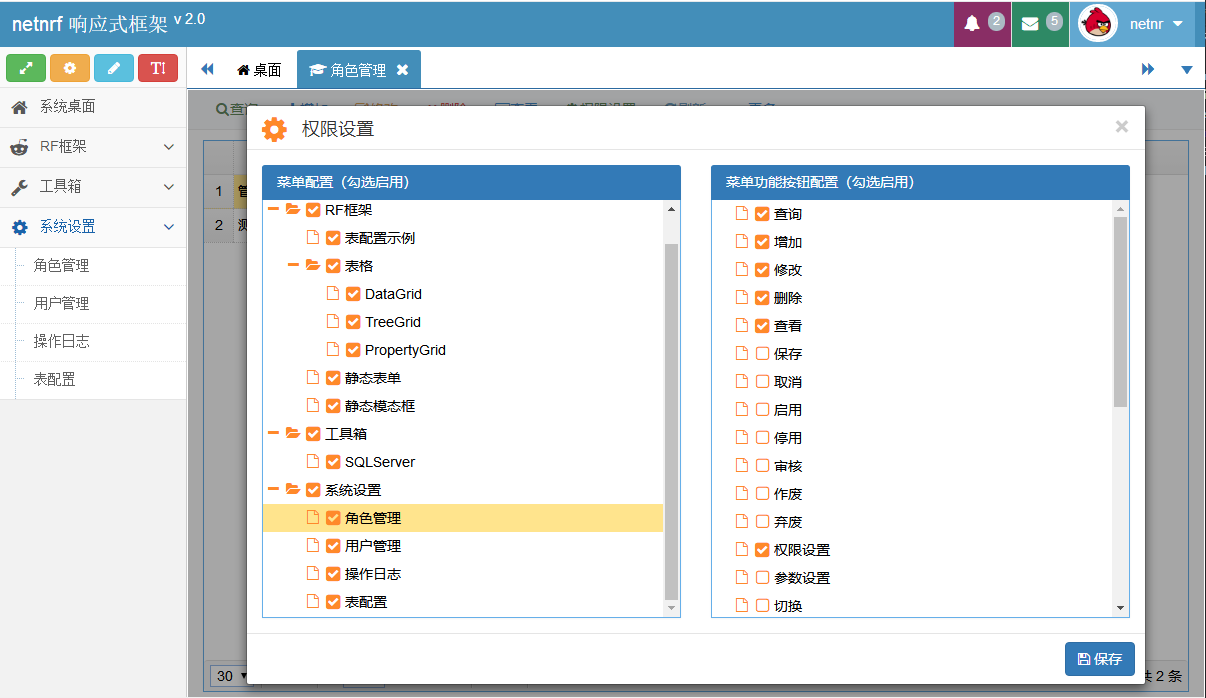 netnrf 响应式框架 v 2.0
2
5
netnr
T
桌面
角色管理
系统桌面
RF框架
工具箱
系统设置
角色管理
用户管理
操作日志
表配置
1
2
权限设置
菜单配置（勾选启用）
RF框架
表配置示例
表格
DataGrid
TreeGrid
PropertyGrid
静态表单
静态模态框
工具箱
SQLServer
系统设置
角色管理
用户管理
操作日志
表配置
菜单功能按钮配置（勾选启用）
查询
增加
修改
删除
查看
保存
取消
启用
停用
审核
作废
弃废
权限设置
参数设置
切换
保存
30
共 2 条